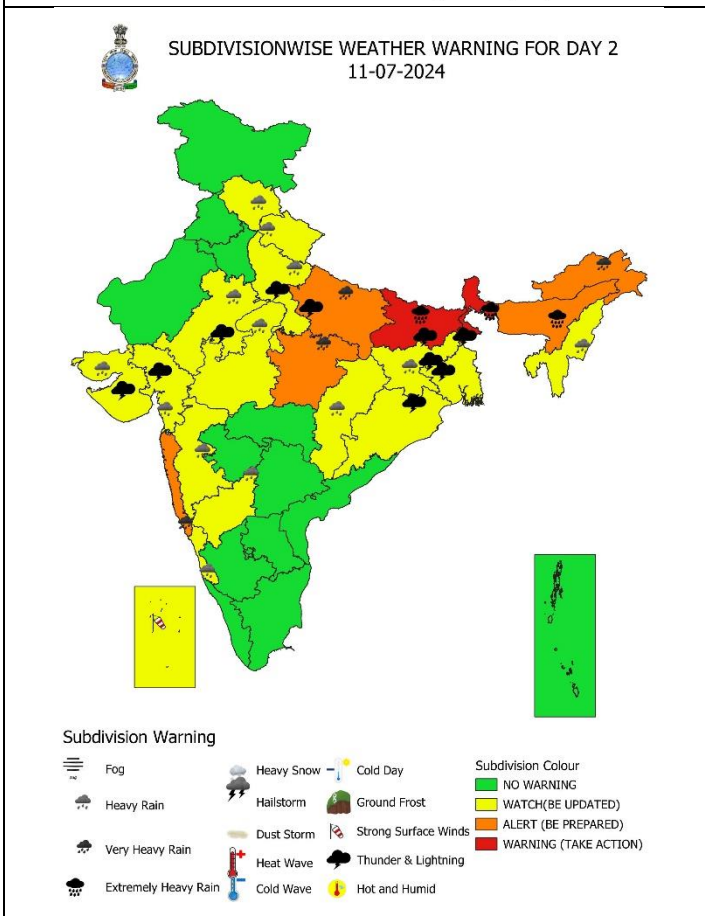 SUBDIVISIONWISE WEATHER WARNING FOR DAY 2
11-07-2024
Subdivision Warning
Fog
Heavy Rain
Very Heavy Rain
Extremely Heavy Rain
Heavy Snow
Hailstorm
Dust Storm
Heat Wave
Cold Wave
Cold Day
Ground Frost
Strong Surface Winds
Thunder & Lightning
Hot and Humid
Subdivision Colour
NO WARNING
WATCH(BE UPDATED)
ALERT (BE PREPARED)
WARNING (TAKE ACTION)